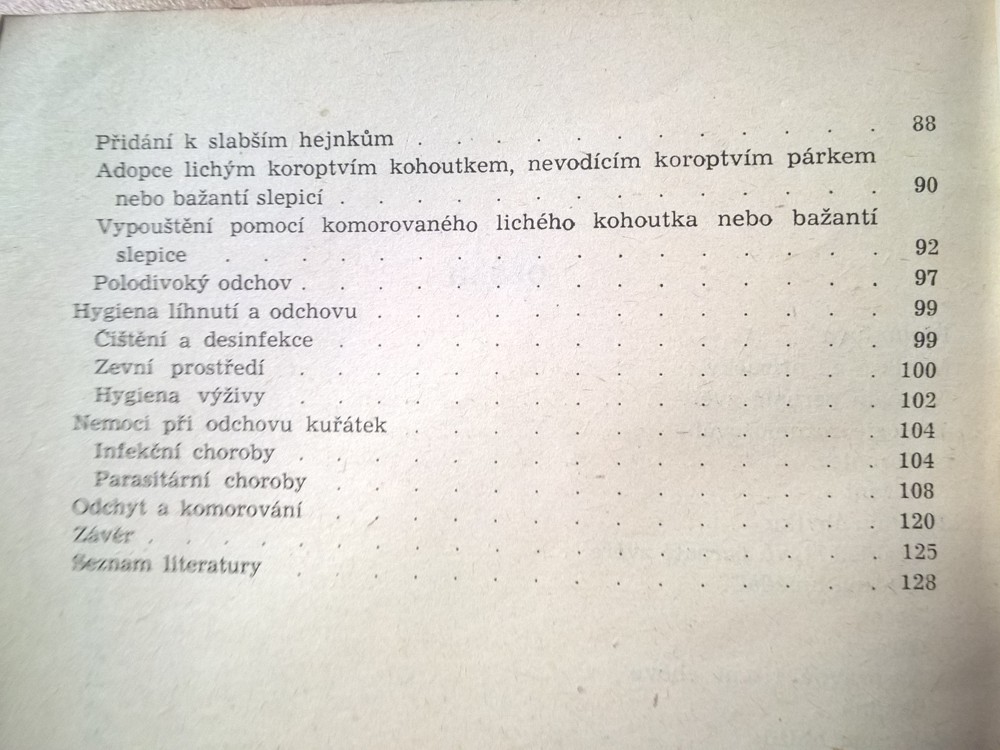 Přidání k slabším hejnkům . . . . . . . . . . . . 88
Adopce lichým koroptvím kohoutkem, nevodícím koroptvím párkem
nebo bažantí slepicí . . . . . . . . . . . . . . 90
Vypouštění pomocí komorovaného lichého kohoutka nebo bažantí
slepice . . . . . . . . . . . . . . . . . 92
Polodivoký odchov . . . . . . . . . . . . . . . 97
Hygiena líhnutí a odchovu . . . . . . . . . . . . . 99
Čištění a desinfekce . . . . . . . . . . . . . . 99
Zevní prostředí . . . . . . . . . . . . . . . 100
Hygiena výživy . . . . . . . . . . . . . . . 102
Nemoci při odchovu kuřátek . . . . . . . . . . . . 104
Infekční choroby . . . . . . . . . . . . . . . 104
Parasitární choroby . . . . . . . . . . . . . . 108
Odchyt a komorování . . . . . . . . . . . . . . 120
Závěr . . . . . . . . . . . . . . . . . . . 125
Seznam literatury . . . . . . . . . . . . . . . 128